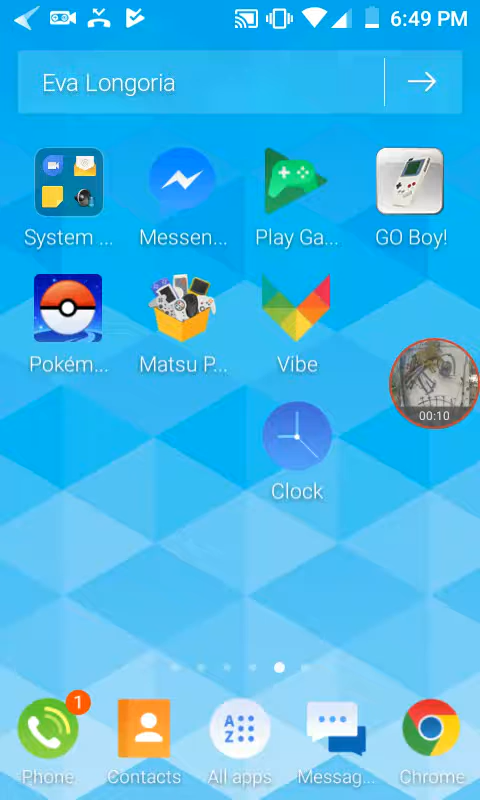 6:49 PM
Eva Longoria
System ...
Messen...
Play Ga...
GO Boy!
Pokém...
Matsu P...
Vibe
00:10
Clock
1
A
Z
Phone
Contacts
All apps
Messag...
Chrome